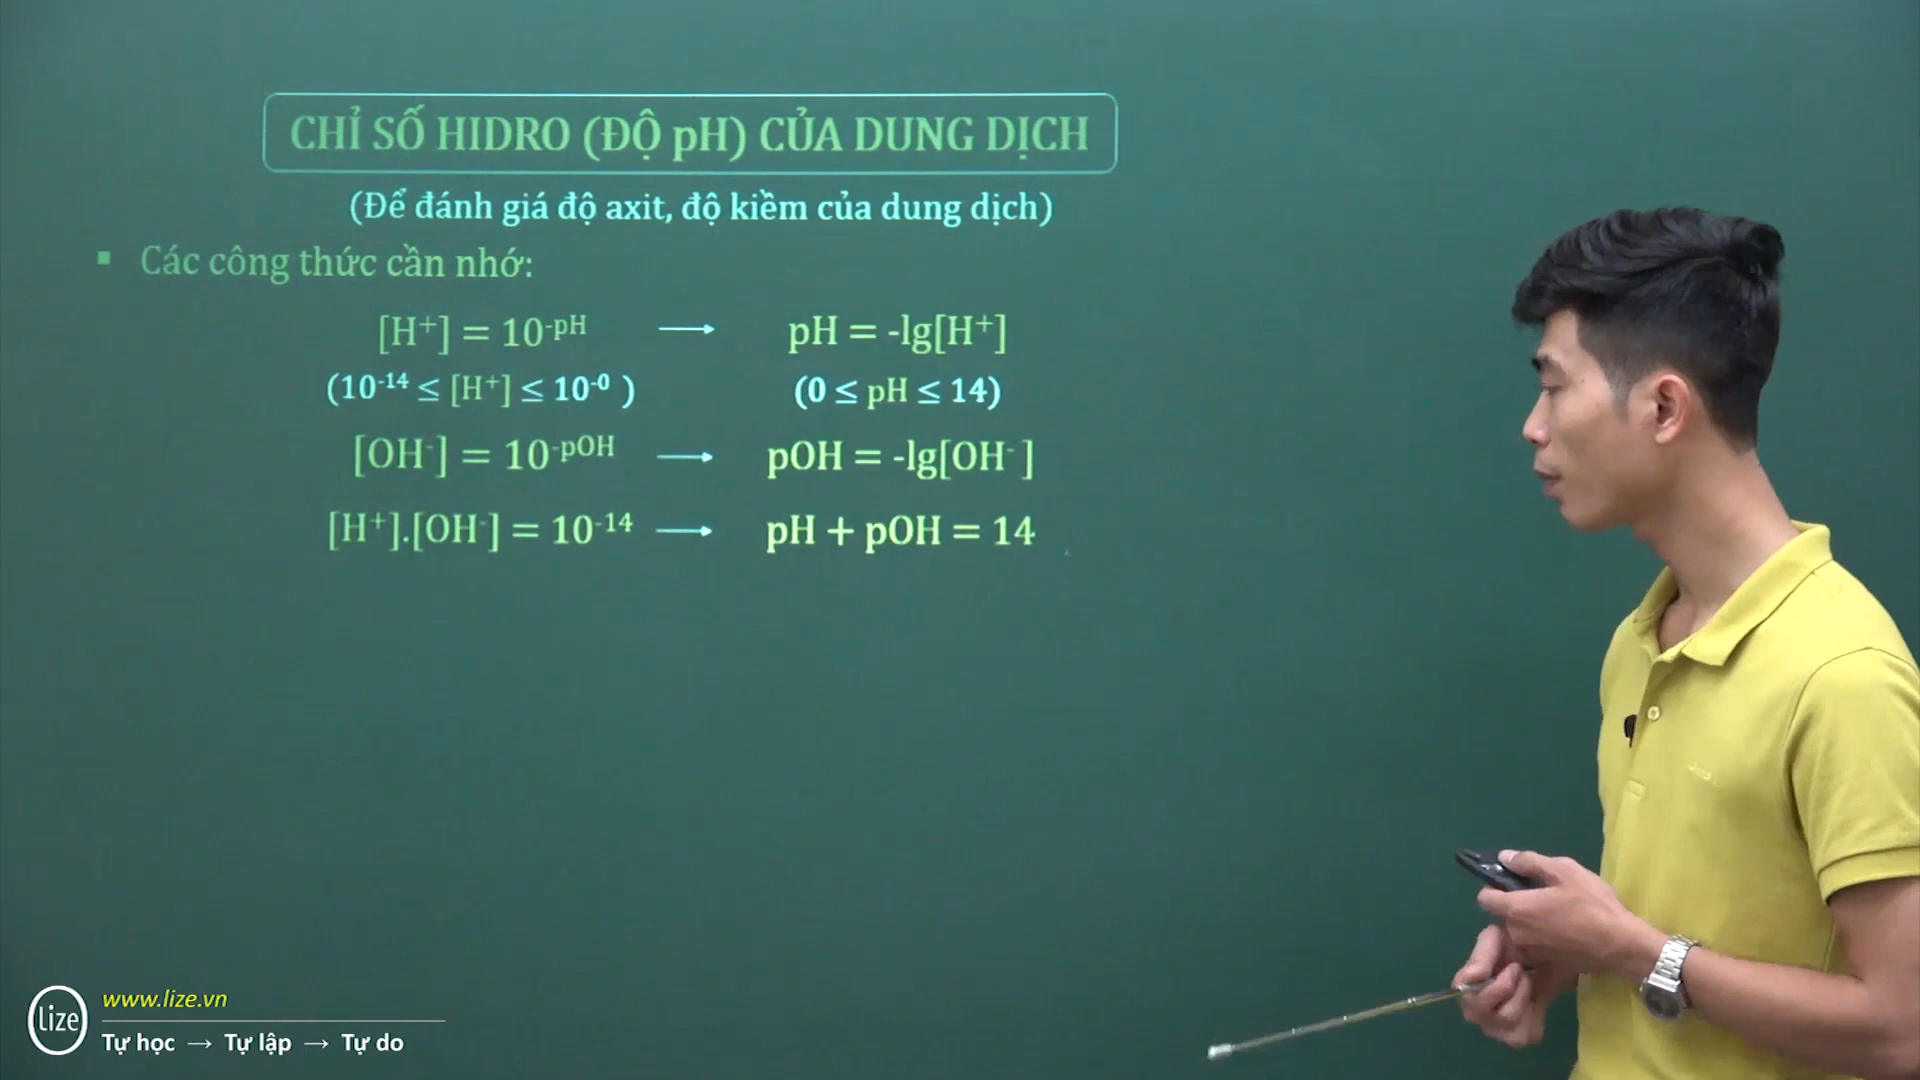 CHỈ SỐ HIDRO (ĐỘ pH) CỦA DUNG DỊCH
(Để đánh giá độ axit, độ kiềm của dung dịch)
▪ Các công thức cần nhớ:
[H⁺] = 10⁻ᵖᴴ → pH = -lg[H⁺]
(10⁻¹⁴ ≤ [H⁺] ≤ 10⁻⁰ ) (0 ≤ pH ≤ 14)
[OH⁻] = 10⁻ᵖᴼᴴ → pOH = -lg[OH⁻ ]
[H⁺].[OH⁻] = 10⁻¹⁴ → pH + pOH = 14
lize
www.lize.vn
Tự học → Tự lập → Tự do